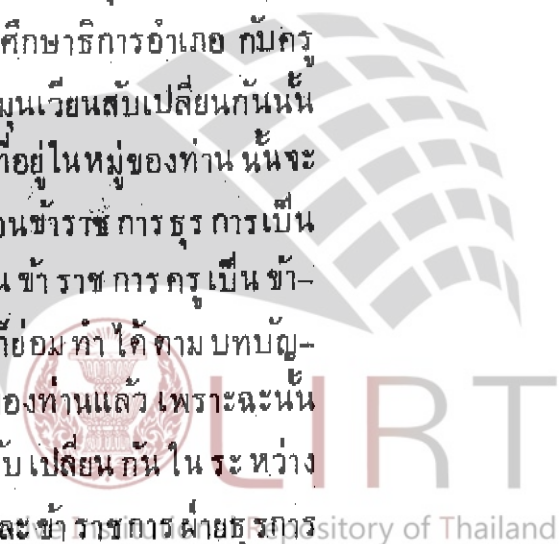 ศึกษาธิการอำเภอ กับครู
มุนเวียนสับเปลี่ยนกันนั้น
ที่อยู่ในหมู่ของท่าน นั้นจะ
อนข้าราช การ ธุร การ เป็น
น ข้า ราช การ ครู เป็น ข้า-
ก็ย่อม ทำ ได้ ตาม บทบัญ-
องท่านแล้ว เพราะฉะนั้น
ับ เปลี่ยน กัน ใน ระ หว่าง
ละ ข้า ราชการ ฝ่าย ธุ รการ
LIRT
pository of Thailand